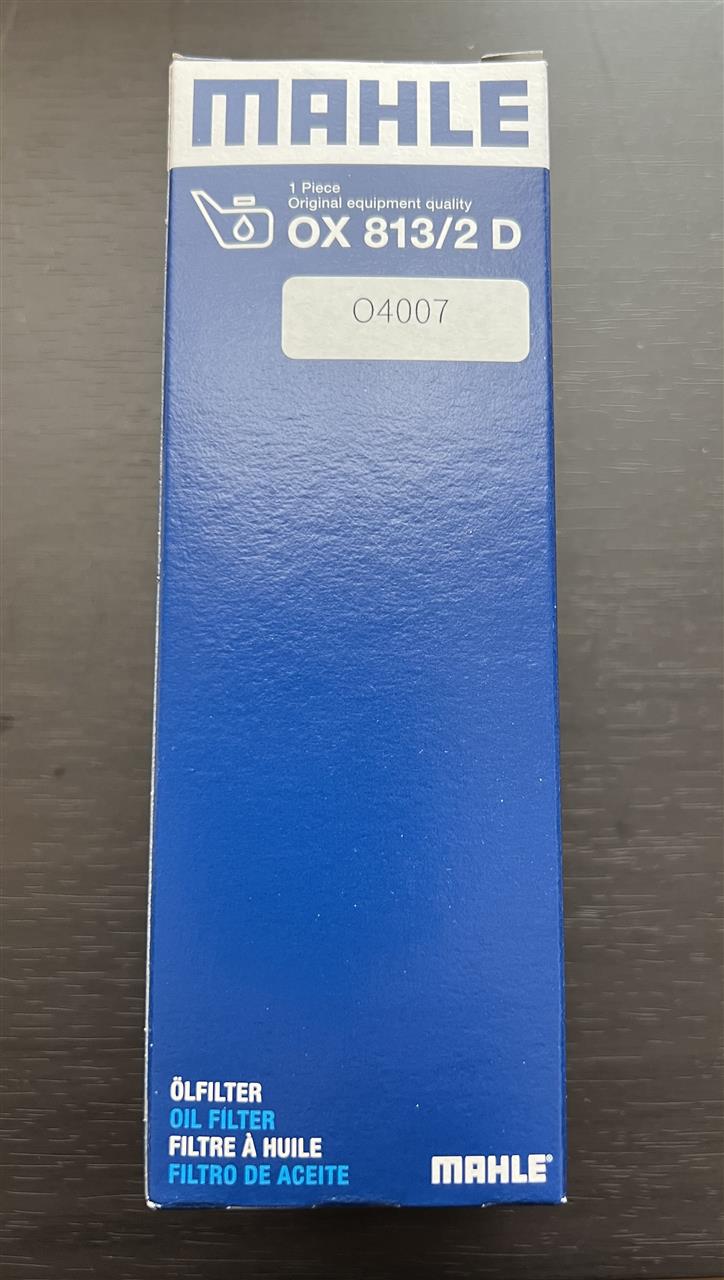 MAHLE
1 Piece
Original equipment quality
OX 813/2 D
O4007
ÖLFILTER
OIL FILTER
FILTRE À HUILE
FILTRO DE ACEITE
MAHLE®